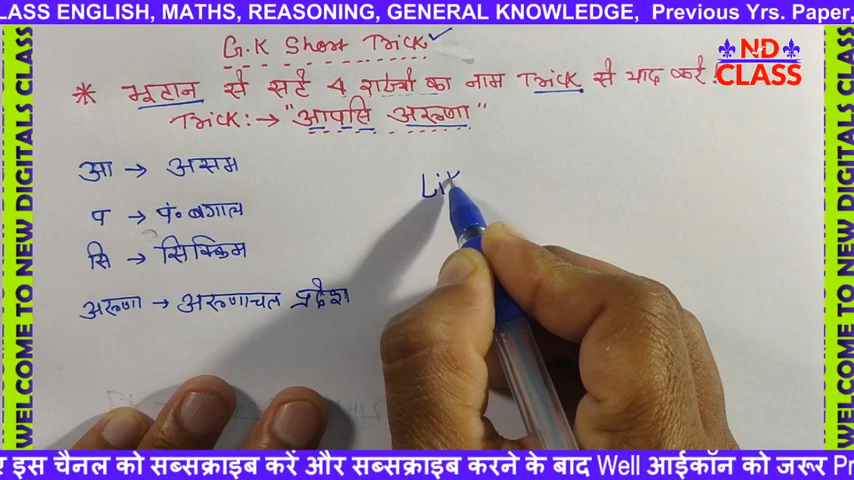 LASS ENGLISH, MATHS, REASONING, GENERAL KNOWLEDGE, Previous Yrs. Paper,
ND
CLASS
G.K Short Trick
* भूटान से सटे 4 राज्यो का नाम Trick से याद करे!
Trick:→ "आपसि अरूणा"
आ → असम
प → पं॰ बगाल
सि → सिक्किम
अरूणा → अरूणाचल प्रदेश
Lik
WELCOME TO NEW DIGITALS CLASS
WELCOME TO NEW DIGITALS CLASS
इस चैनल को सब्सक्राइब करें और सब्सक्राइब करने के बाद Well आईकॉन को जरूर Pr